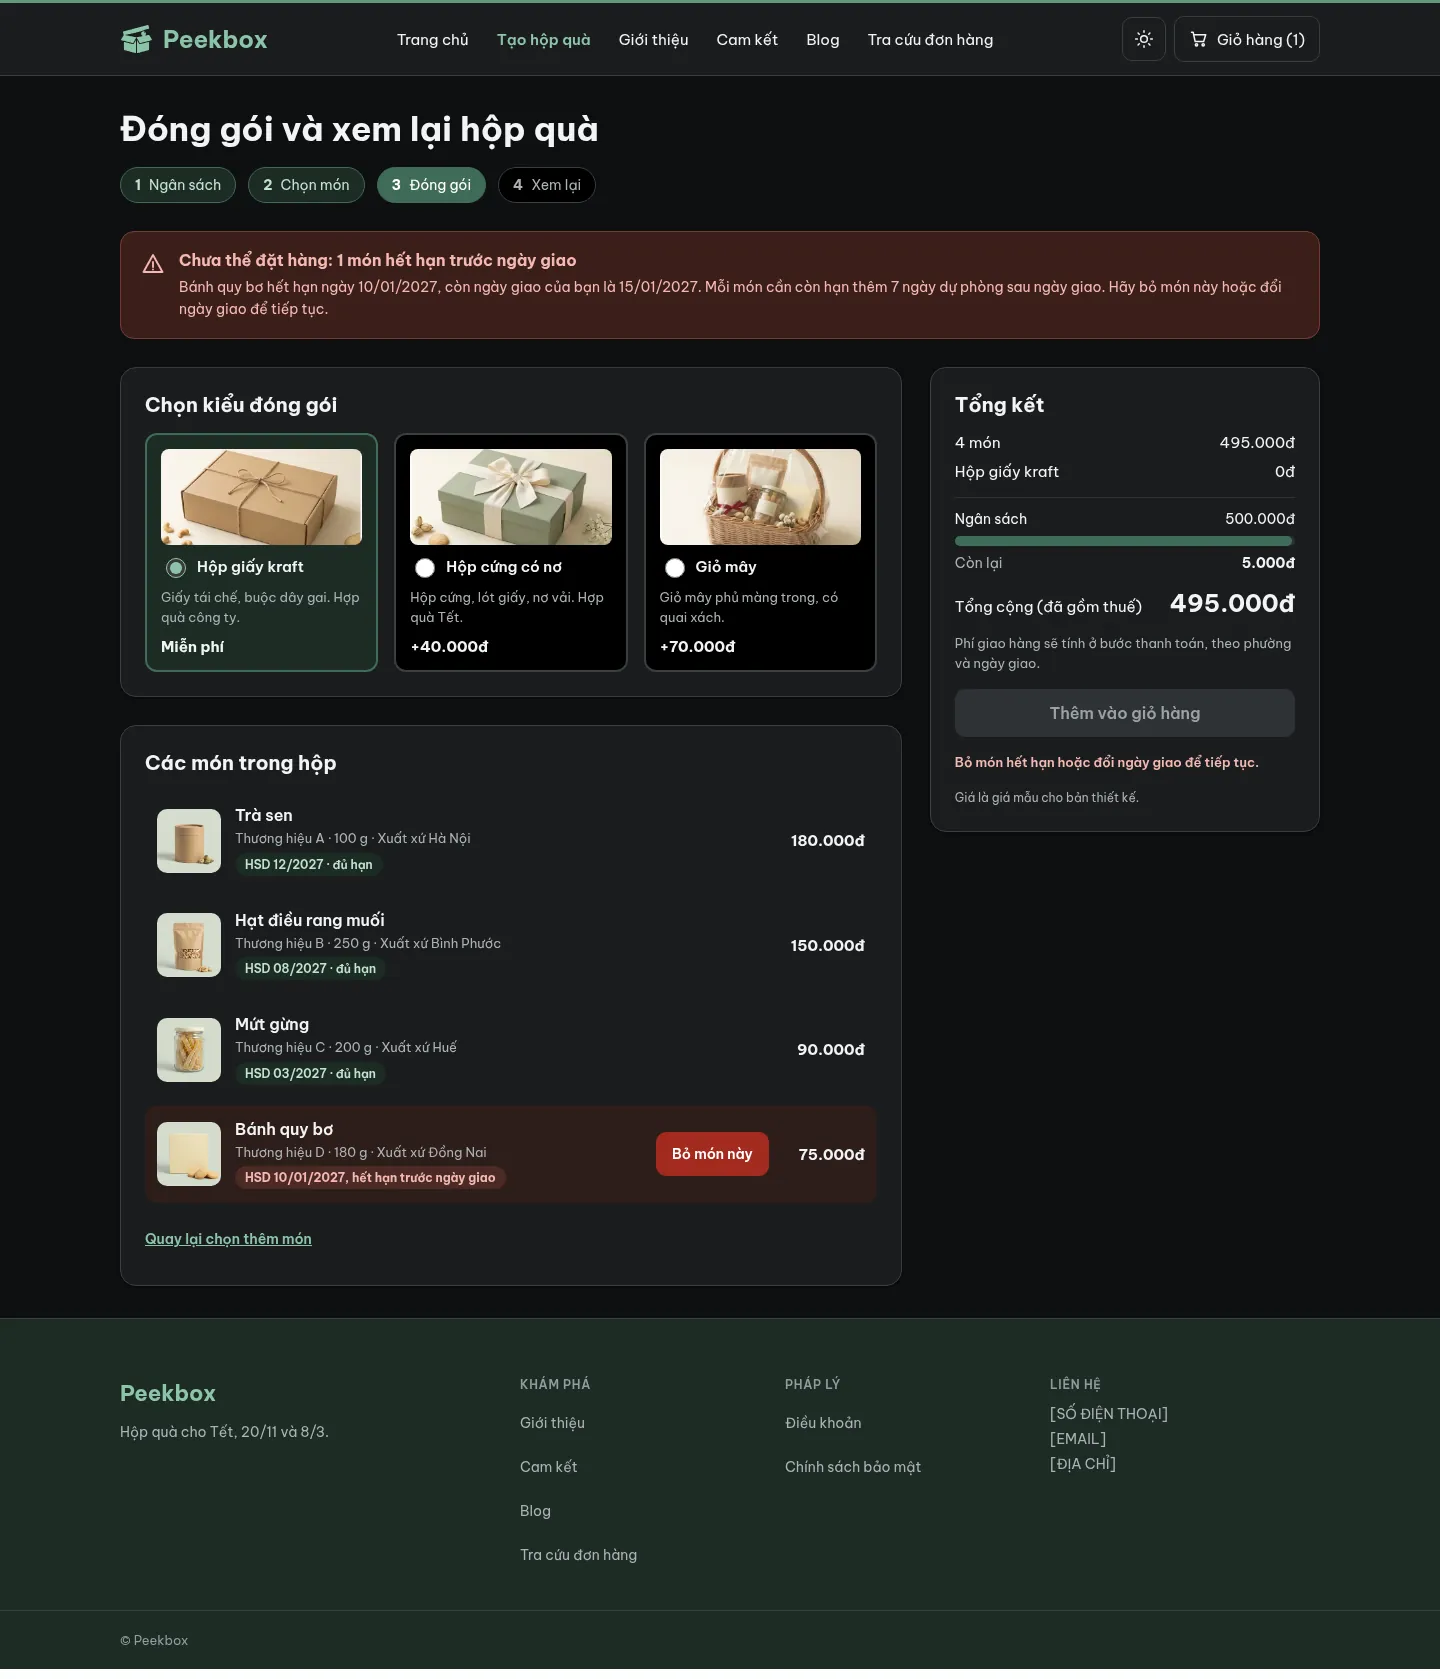 Peekbox
Trang chủ
Tạo hộp quà
Giới thiệu
Cam kết
Blog
Tra cứu đơn hàng
Giỏ hàng (1)
Đóng gói và xem lại hộp quà
1 Ngân sách
2 Chọn món
3 Đóng gói
4 Xem lại
Chưa thể đặt hàng: 1 món hết hạn trước ngày giao
Bánh quy bơ hết hạn ngày 10/01/2027, còn ngày giao của bạn là 15/01/2027. Mỗi món cần còn hạn thêm 7 ngày dự phòng sau ngày giao. Hãy bỏ món này hoặc đổi
ngày giao để tiếp tục.
Chọn kiểu đóng gói
Hộp giấy kraft
Giấy tái chế, buộc dây gai. Hợp
quà công ty.
Miễn phí
Hộp cứng có nơ
Hộp cứng, lót giấy, nơ vải. Hợp
quà Tết.
+40.000đ
Giỏ mây
Giỏ mây phủ màng trong, có
quai xách.
+70.000đ
Các món trong hộp
Trà sen
Thương hiệu A · 100 g · Xuất xứ Hà Nội
HSD 12/2027 · đủ hạn
180.000đ
Hạt điều rang muối
Thương hiệu B · 250 g · Xuất xứ Bình Phước
HSD 08/2027 · đủ hạn
150.000đ
Mứt gừng
Thương hiệu C · 200 g · Xuất xứ Huế
HSD 03/2027 · đủ hạn
90.000đ
Bánh quy bơ
Thương hiệu D · 180 g · Xuất xứ Đồng Nai
HSD 10/01/2027, hết hạn trước ngày giao
Bỏ món này
75.000đ
Quay lại chọn thêm món
Tổng kết
4 món 495.000đ
Hộp giấy kraft 0đ
Ngân sách 500.000đ
Còn lại 5.000đ
Tổng cộng (đã gồm thuế) 495.000đ
Phí giao hàng sẽ tính ở bước thanh toán, theo phường
và ngày giao.
Thêm vào giỏ hàng
Bỏ món hết hạn hoặc đổi ngày giao để tiếp tục.
Giá là giá mẫu cho bản thiết kế.
Peekbox
Hộp quà cho Tết, 20/11 và 8/3.
KHÁM PHÁ
Giới thiệu
Cam kết
Blog
Tra cứu đơn hàng
PHÁP LÝ
Điều khoản
Chính sách bảo mật
LIÊN HỆ
[SỐ ĐIỆN THOẠI]
[EMAIL]
[ĐỊA CHỈ]
© Peekbox